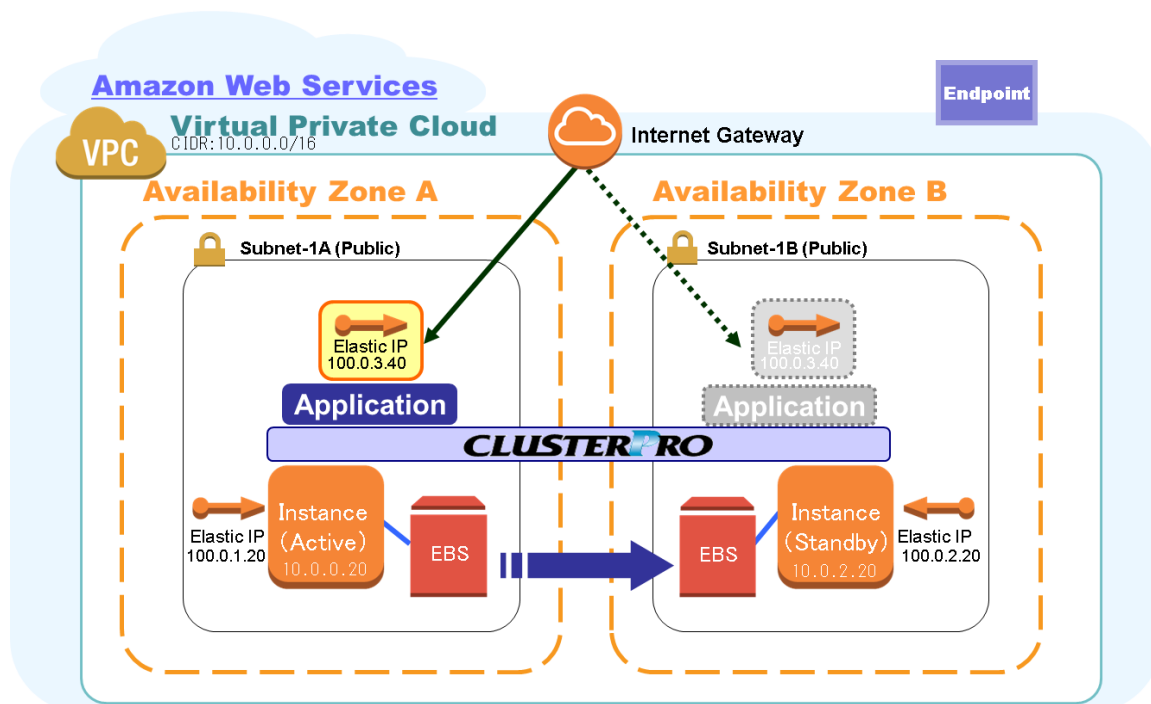 Amazon Web Services
Endpoint
Virtual Private Cloud
CIDR:10.0.0.0/16
VPC
Internet Gateway
Availability Zone A
Availability Zone B
Subnet-1A (Public)
Subnet-1B (Public)
Elastic IP
100.0.3.40
Elastic IP
100.0.3.40
Application
Application
CLUSTERPRO
Elastic IP
100.0.1.20
Instance
(Active)
10.0.0.20
EBS
EBS
Instance
(Standby)
10.0.2.20
Elastic IP
100.0.2.20